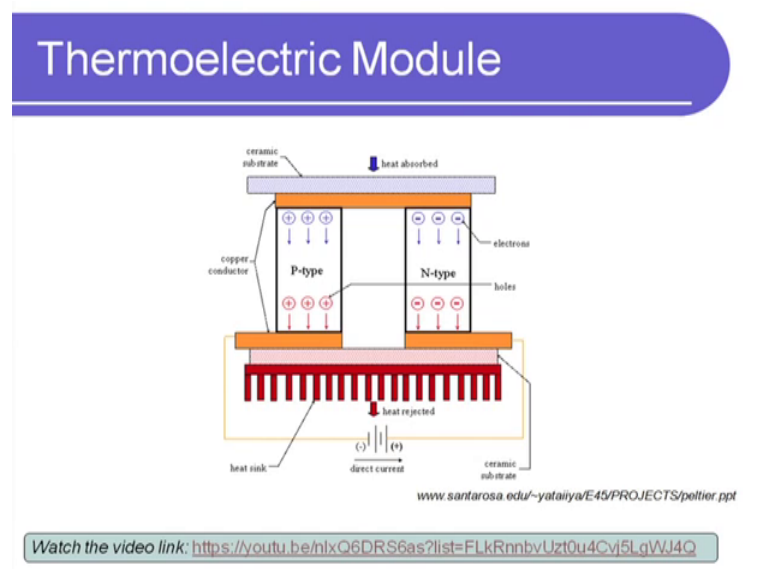 Thermoelectric Module
ceramic
substrate
heat absorbed
electrons
copper
conductor
P-type
N-type
holes
heat rejected
(-)
(+)
heat sink
direct current
ceramic
substrate
www.santarosa.edu/~yataiiya/E45/PROJECTS/peltier.ppt
Watch the video link: https://youtu.be/nlxQ6DRS6as?list=FLkRnnbvUzt0u4Cvj5LgWJ4Q